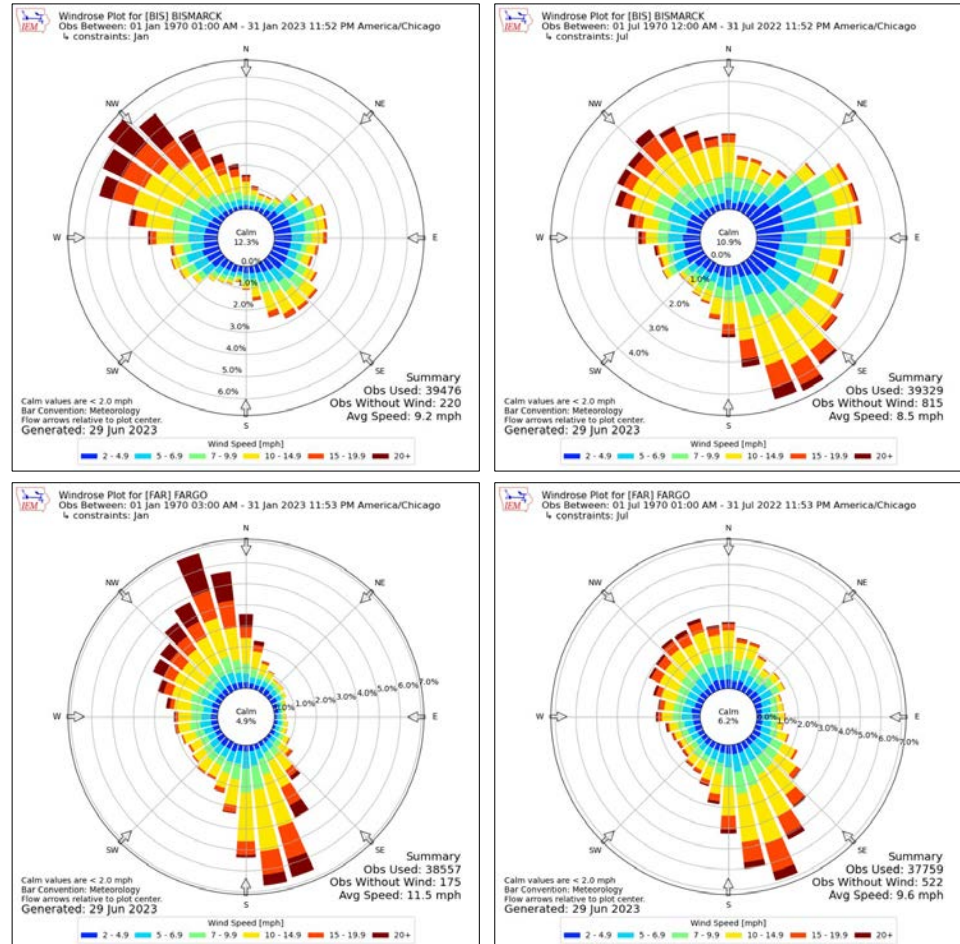 IEM
Windrose Plot for [BIS] BISMARCK
Obs Between: 01 Jan 1970 01:00 AM - 31 Jan 2023 11:52 PM America/Chicago
↳ constraints: Jan
N
NW
NE
W
E
Calm
12.3%
0.0%
1.0%
2.0%
3.0%
4.0%
5.0%
6.0%
SW
SE
S
Summary
Obs Used: 39476
Obs Without Wind: 220
Avg Speed: 9.2 mph
Calm values are < 2.0 mph
Bar Convention: Meteorology
Flow arrows relative to plot center.
Generated: 29 Jun 2023
Wind Speed [mph]
2 - 4.9 5 - 6.9 7 - 9.9 10 - 14.9 15 - 19.9 20+
IEM
Windrose Plot for [BIS] BISMARCK
Obs Between: 01 Jul 1970 12:00 AM - 31 Jul 2022 11:52 PM America/Chicago
↳ constraints: Jul
N
NW
NE
W
E
Calm
10.9%
0.0%
1.0%
2.0%
3.0%
4.0%
SW
SE
S
Summary
Obs Used: 39329
Obs Without Wind: 815
Avg Speed: 8.5 mph
Calm values are < 2.0 mph
Bar Convention: Meteorology
Flow arrows relative to plot center.
Generated: 29 Jun 2023
Wind Speed [mph]
2 - 4.9 5 - 6.9 7 - 9.9 10 - 14.9 15 - 19.9 20+
IEM
Windrose Plot for [FAR] FARGO
Obs Between: 01 Jan 1970 03:00 AM - 31 Jan 2023 11:53 PM America/Chicago
↳ constraints: Jan
N
NW
NE
W
E
Calm
4.9%
0.0% 1.0% 2.0% 3.0% 4.0% 5.0% 6.0% 7.0%
SW
SE
S
Summary
Obs Used: 38557
Obs Without Wind: 175
Avg Speed: 11.5 mph
Calm values are < 2.0 mph
Bar Convention: Meteorology
Flow arrows relative to plot center.
Generated: 29 Jun 2023
Wind Speed [mph]
2 - 4.9 5 - 6.9 7 - 9.9 10 - 14.9 15 - 19.9 20+
IEM
Windrose Plot for [FAR] FARGO
Obs Between: 01 Jul 1970 01:00 AM - 31 Jul 2022 11:53 PM America/Chicago
↳ constraints: Jul
N
NW
NE
W
E
Calm
6.2%
0.0% 1.0% 2.0% 3.0% 4.0% 5.0% 6.0% 7.0%
SW
SE
S
Summary
Obs Used: 37759
Obs Without Wind: 522
Avg Speed: 9.6 mph
Calm values are < 2.0 mph
Bar Convention: Meteorology
Flow arrows relative to plot center.
Generated: 29 Jun 2023
Wind Speed [mph]
2 - 4.9 5 - 6.9 7 - 9.9 10 - 14.9 15 - 19.9 20+